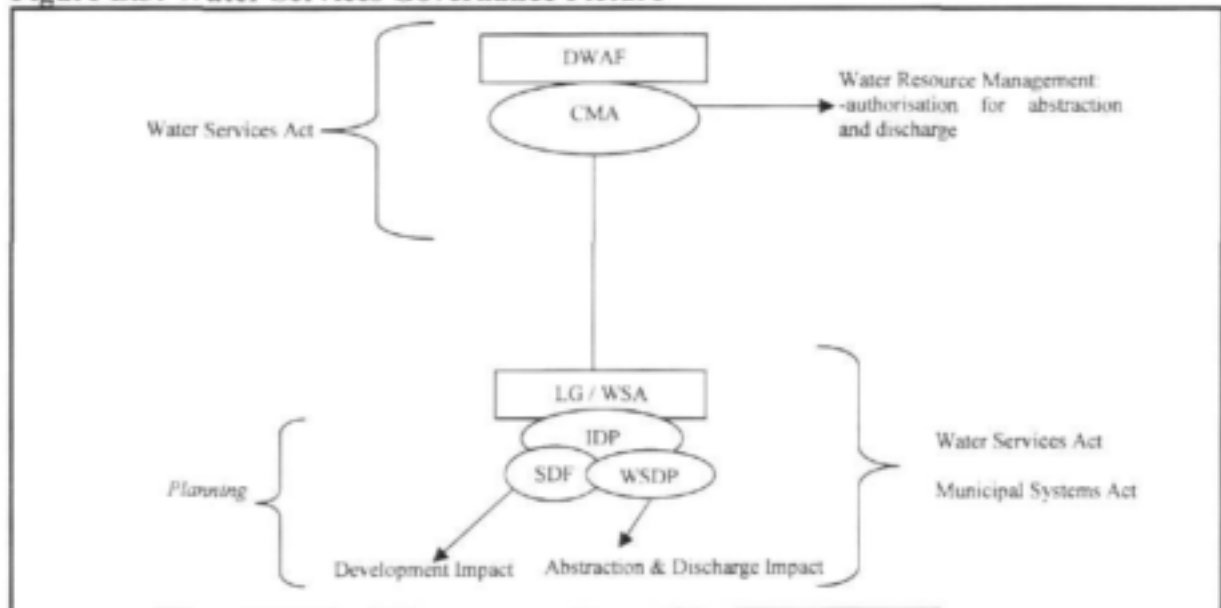 Water Services Governance Picture
DWAF
CMA
Water Resource Management:
-authorisation for abstraction
and discharge
Water Services Act
LG / WSA
IDP
SDF
WSDP
Planning
Water Services Act
Municipal Systems Act
Development Impact
Abstraction & Discharge Impact